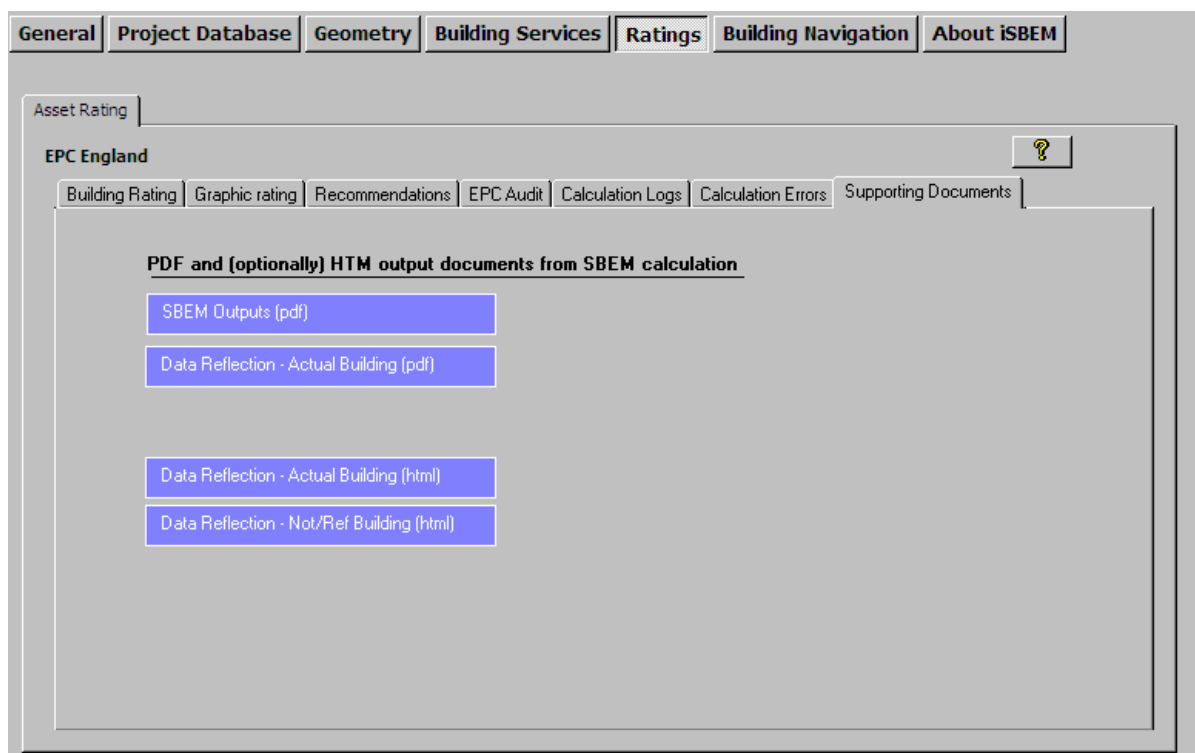 General Project Database Geometry Building Services Ratings Building Navigation About iSBEM
Asset Rating
EPC England
?
Building Rating Graphic rating Recommendations EPC Audit Calculation Logs Calculation Errors Supporting Documents
PDF and (optionally) HTM output documents from SBEM calculation
SBEM Outputs (pdf)
Data Reflection - Actual Building (pdf)
Data Reflection - Actual Building (html)
Data Reflection - Not/Ref Building (html)